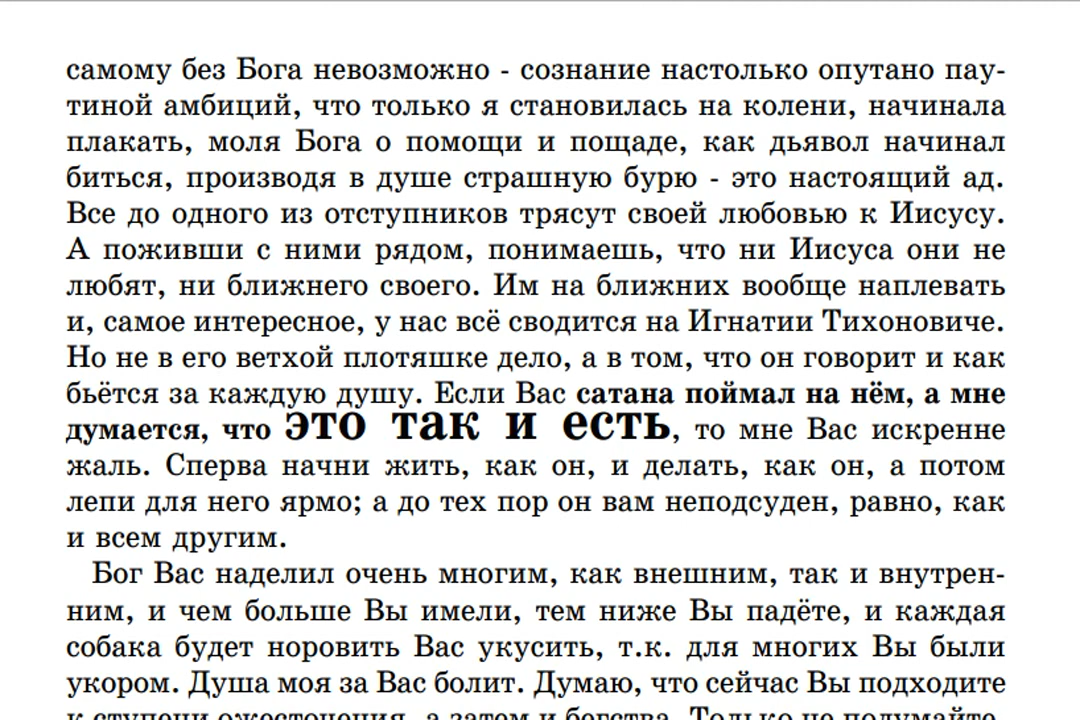 самому без Бога невозможно - сознание настолько опутано пау-
тиной амбиций, что только я становилась на колени, начинала
плакать, моля Бога о помощи и пощаде, как дьявол начинал
биться, производя в душе страшную бурю - это настоящий ад.
Все до одного из отступников трясут своей любовью к Иисусу.
А поживши с ними рядом, понимаешь, что ни Иисуса они не
любят, ни ближнего своего. Им на ближних вообще наплевать
и, самое интересное, у нас всё сводится на Игнатии Тихоновиче.
Но не в его ветхой плотяшке дело, а в том, что он говорит и как
бьётся за каждую душу. Если Вас сатана поймал на нём, а мне
думается, что это так и есть, то мне Вас искренне
жаль. Сперва начни жить, как он, и делать, как он, а потом
лепи для него ярмо; а до тех пор он вам неподсуден, равно, как
и всем другим.
Бог Вас наделил очень многим, как внешним, так и внутрен-
ним, и чем больше Вы имели, тем ниже Вы падёте, и каждая
собака будет норовить Вас укусить, т.к. для многих Вы были
укором. Душа моя за Вас болит. Думаю, что сейчас Вы подходите
к ступени ожесточения, а затем и бегства. Только не подумайте,